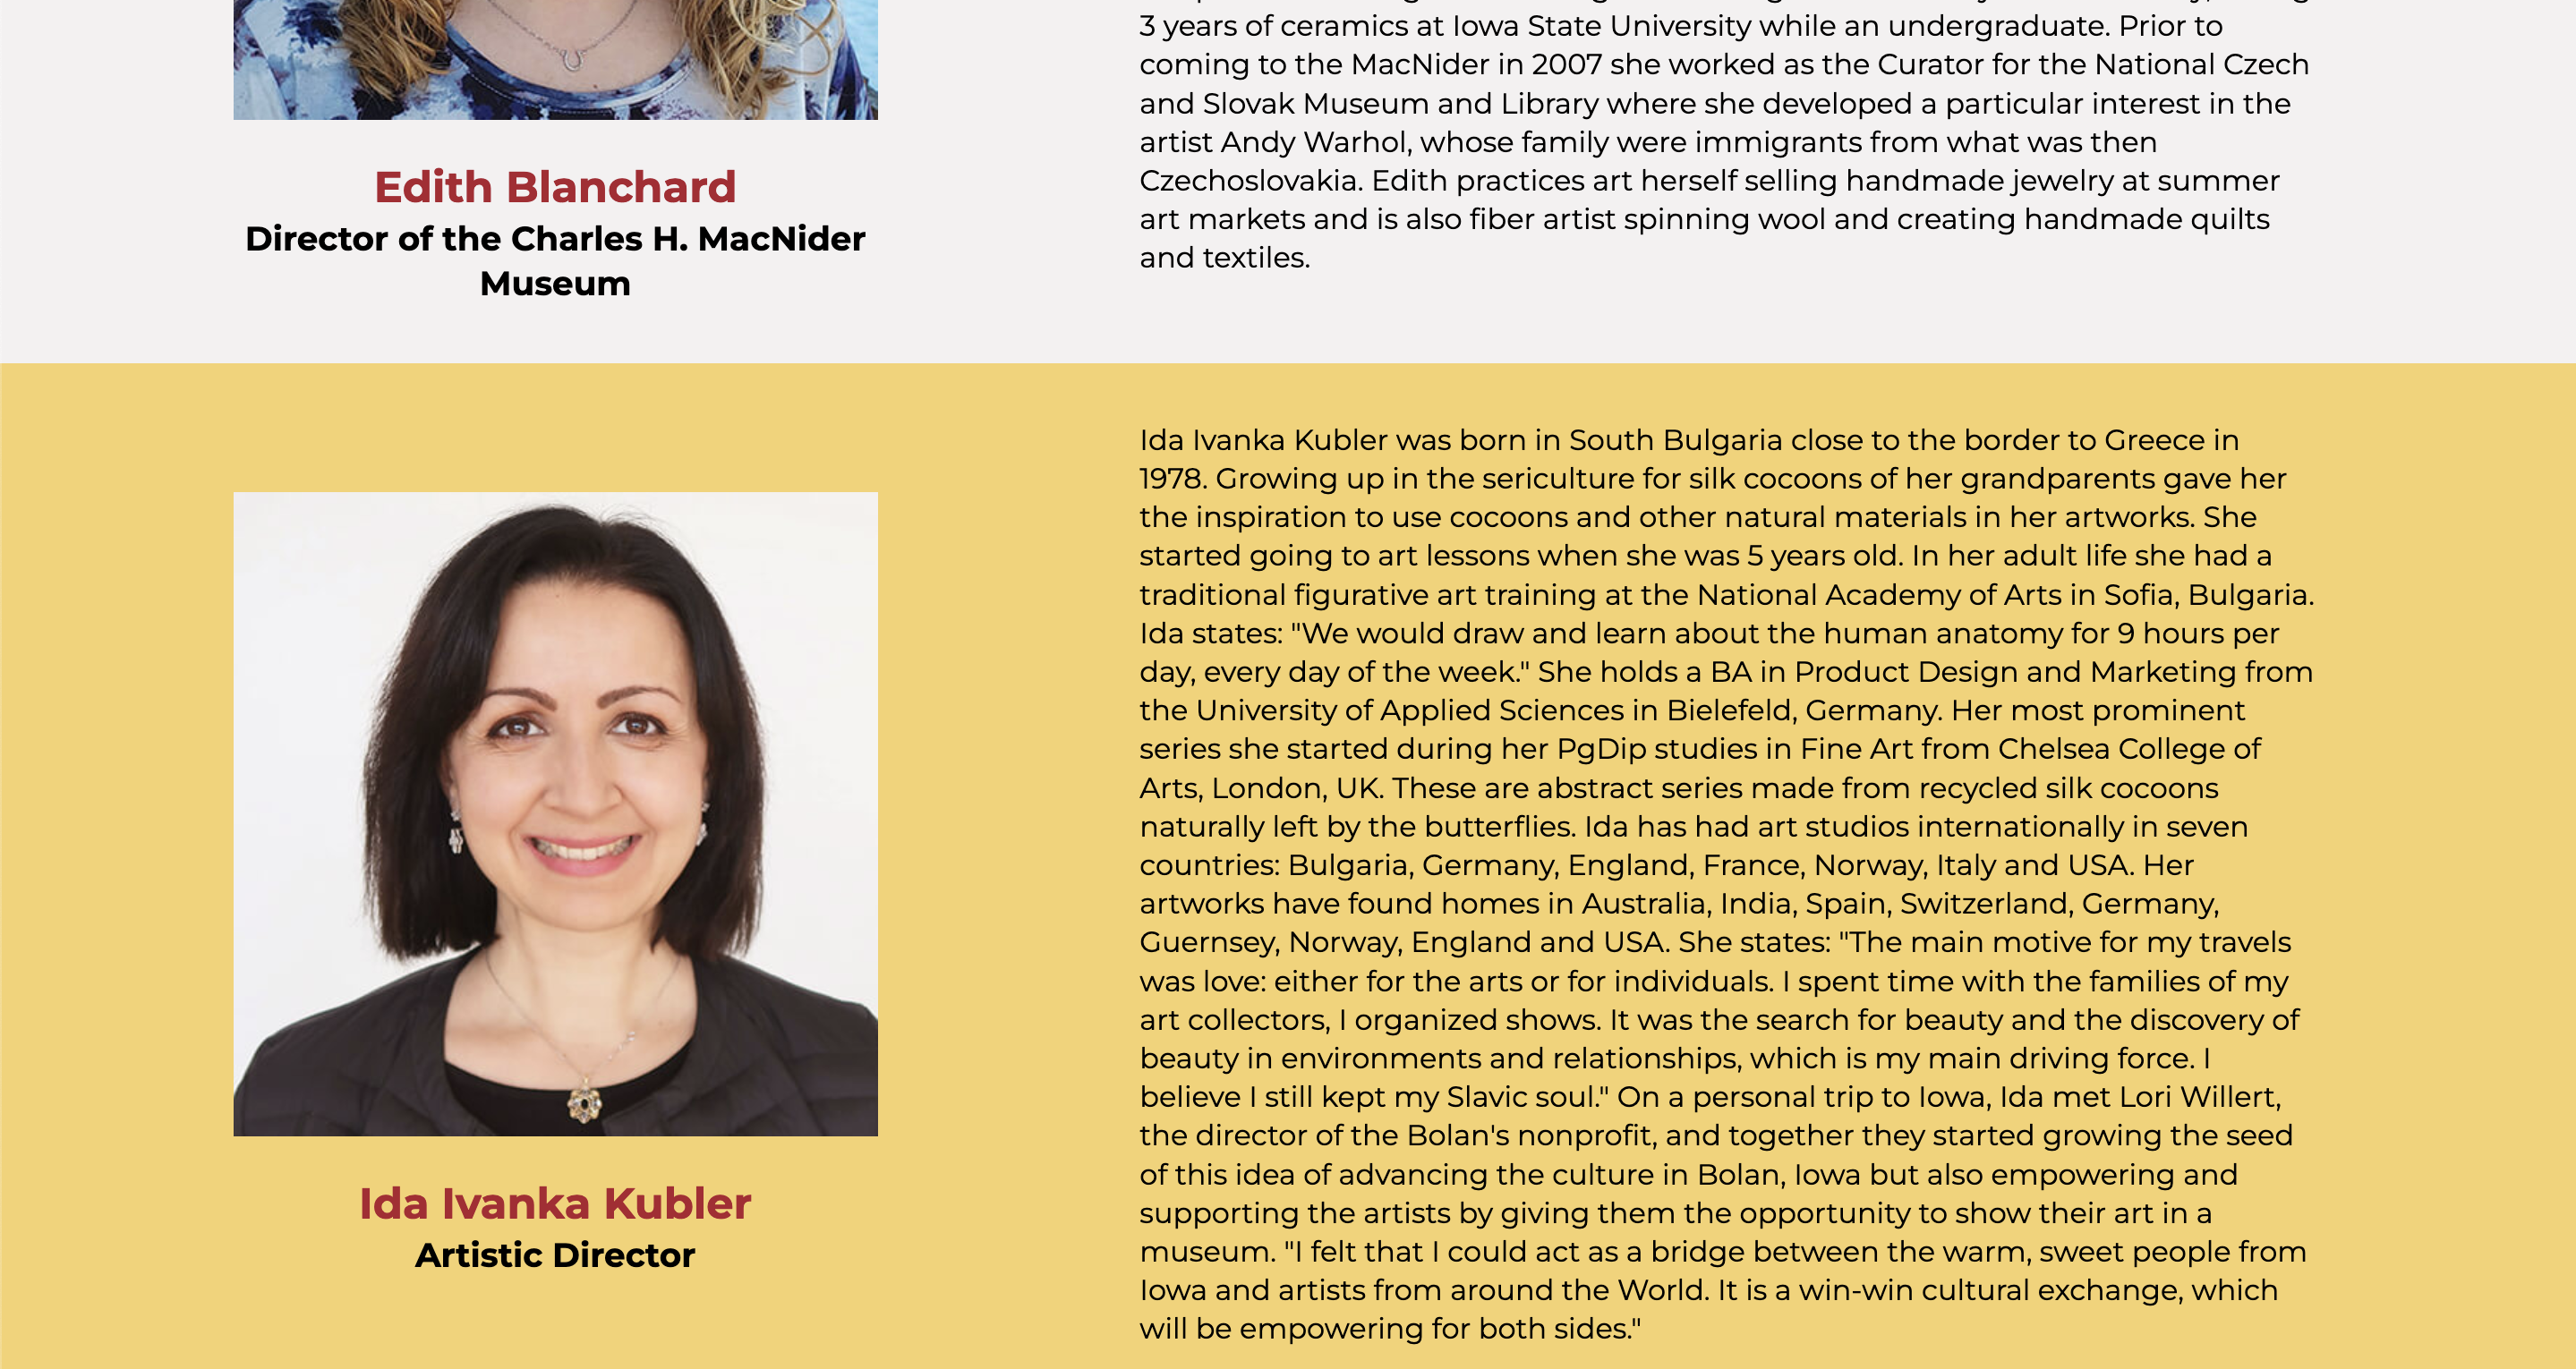 3 years of ceramics at Iowa State University while an undergraduate. Prior to
coming to the MacNider in 2007 she worked as the Curator for the National Czech
and Slovak Museum and Library where she developed a particular interest in the
artist Andy Warhol, whose family were immigrants from what was then
Czechoslovakia. Edith practices art herself selling handmade jewelry at summer
art markets and is also fiber artist spinning wool and creating handmade quilts
and textiles.
Edith Blanchard
Director of the Charles H. MacNider
Museum
Ida Ivanka Kubler was born in South Bulgaria close to the border to Greece in
1978. Growing up in the sericulture for silk cocoons of her grandparents gave her
the inspiration to use cocoons and other natural materials in her artworks. She
started going to art lessons when she was 5 years old. In her adult life she had a
traditional figurative art training at the National Academy of Arts in Sofia, Bulgaria.
Ida states: "We would draw and learn about the human anatomy for 9 hours per
day, every day of the week." She holds a BA in Product Design and Marketing from
the University of Applied Sciences in Bielefeld, Germany. Her most prominent
series she started during her PgDip studies in Fine Art from Chelsea College of
Arts, London, UK. These are abstract series made from recycled silk cocoons
naturally left by the butterflies. Ida has had art studios internationally in seven
countries: Bulgaria, Germany, England, France, Norway, Italy and USA. Her
artworks have found homes in Australia, India, Spain, Switzerland, Germany,
Guernsey, Norway, England and USA. She states: "The main motive for my travels
was love: either for the arts or for individuals. I spent time with the families of my
art collectors, I organized shows. It was the search for beauty and the discovery of
beauty in environments and relationships, which is my main driving force. I
believe I still kept my Slavic soul." On a personal trip to Iowa, Ida met Lori Willert,
the director of the Bolan's nonprofit, and together they started growing the seed
of this idea of advancing the culture in Bolan, Iowa but also empowering and
supporting the artists by giving them the opportunity to show their art in a
museum. "I felt that I could act as a bridge between the warm, sweet people from
Iowa and artists from around the World. It is a win-win cultural exchange, which
will be empowering for both sides."
Ida Ivanka Kubler
Artistic Director